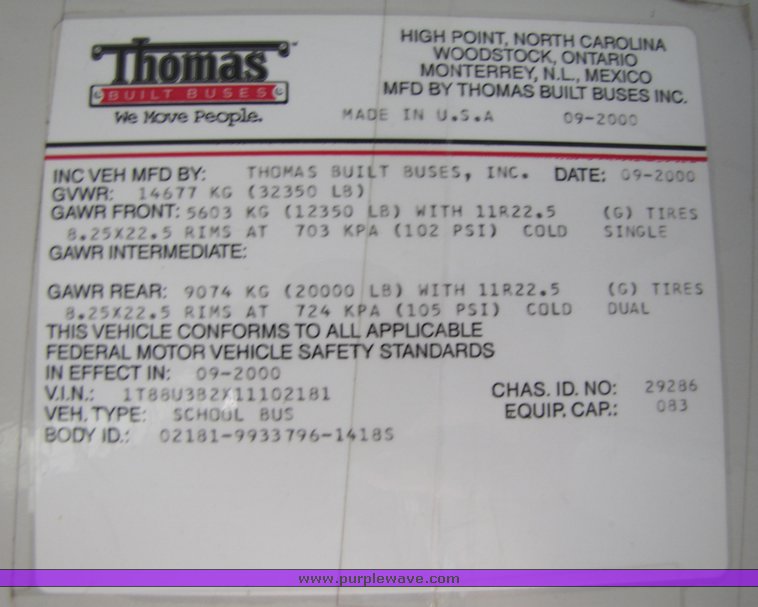 Thomas
BUILT BUSES
We Move People.
HIGH POINT, NORTH CAROLINA
WOODSTOCK, ONTARIO
MONTERREY, N.L., MEXICO
MFD BY THOMAS BUILT BUSES INC.
MADE IN U.S.A 09-2000
INC VEH MFD BY: THOMAS BUILT BUSES, INC. DATE: 09-2000
GVWR: 14677 KG (32350 LB)
GAWR FRONT: 5603 KG (12350 LB) WITH 11R22.5 (G) TIRES
8.25X22.5 RIMS AT 703 KPA (102 PSI) COLD SINGLE
GAWR INTERMEDIATE:
GAWR REAR: 9074 KG (20000 LB) WITH 11R22.5 (G) TIRES
8.25X22.5 RIMS AT 724 KPA (105 PSI) COLD DUAL
THIS VEHICLE CONFORMS TO ALL APPLICABLE
FEDERAL MOTOR VEHICLE SAFETY STANDARDS
IN EFFECT IN: 09-2000
V.I.N.: 1T88U3B2X11102181 CHAS. ID. NO: 29286
VEH. TYPE: SCHOOL BUS EQUIP. CAP.: 083
BODY ID.: 02181-9933796-1418S
www.purplewave.com